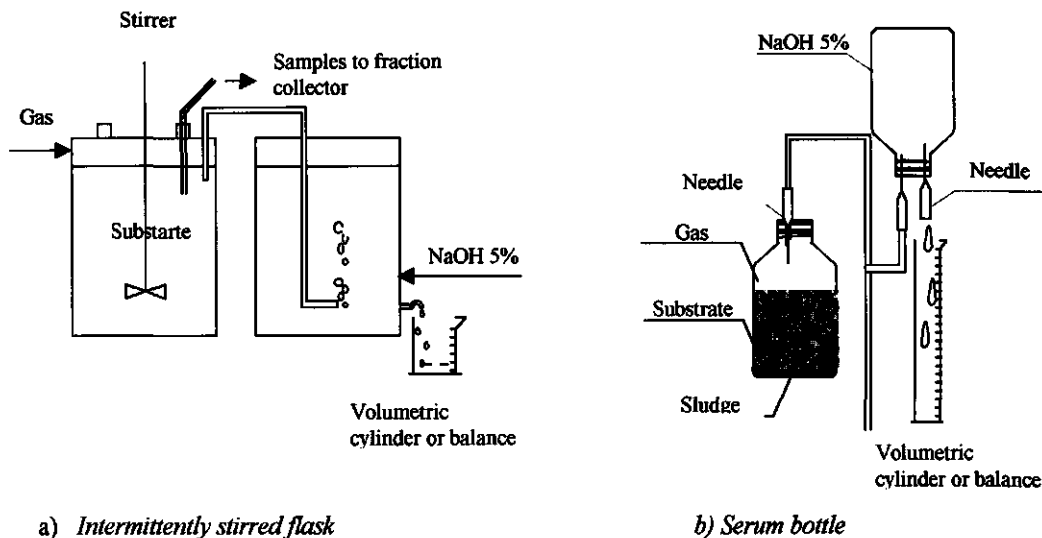 Stirrer
Samples to fraction
collector
Gas
Substarte
NaOH 5%
Volumetric
cylinder or balance
a) Intermittently stirred flask
NaOH 5%
Needle
Needle
Gas
Substrate
Sludge
Volumetric
cylinder or balance
b) Serum bottle